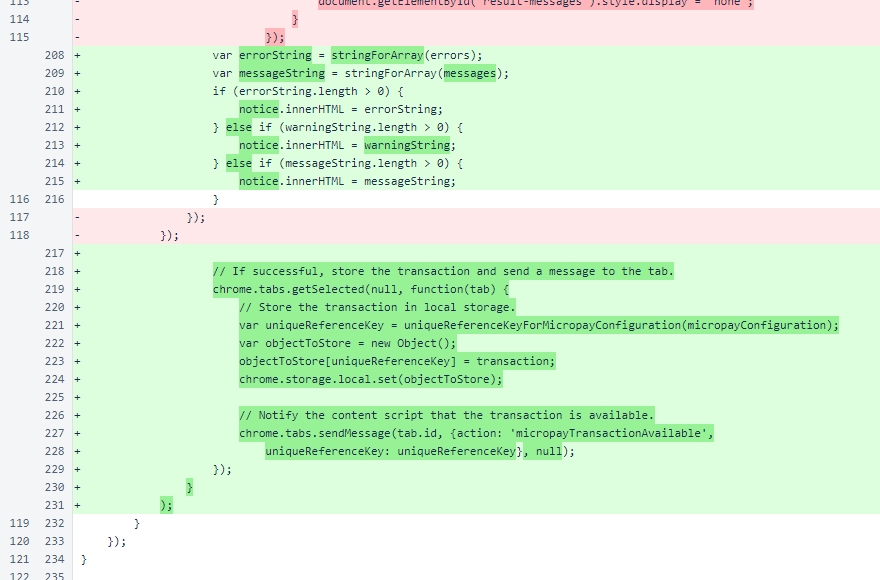 113 - document.getElementById("result-messages").style.display = "none";
114 - }
115 - });
208 + var errorString = stringForArray(errors);
209 + var messageString = stringForArray(messages);
210 + if (errorString.length > 0) {
211 + notice.innerHTML = errorString;
212 + } else if (warningString.length > 0) {
213 + notice.innerHTML = warningString;
214 + } else if (messageString.length > 0) {
215 + notice.innerHTML = messageString;
116 216 }
117 - });
118 - });
217 +
218 + // If successful, store the transaction and send a message to the tab.
219 + chrome.tabs.getSelected(null, function(tab) {
220 + // Store the transaction in local storage.
221 + var uniqueReferenceKey = uniqueReferenceKeyForMicropayConfiguration(micropayConfiguration);
222 + var objectToStore = new Object();
223 + objectToStore[uniqueReferenceKey] = transaction;
224 + chrome.storage.local.set(objectToStore);
225 +
226 + // Notify the content script that the transaction is available.
227 + chrome.tabs.sendMessage(tab.id, {action: 'micropayTransactionAvailable',
228 + uniqueReferenceKey: uniqueReferenceKey}, null);
229 + });
230 + }
231 + );
119 232 }
120 233 });
121 234 }
122 235